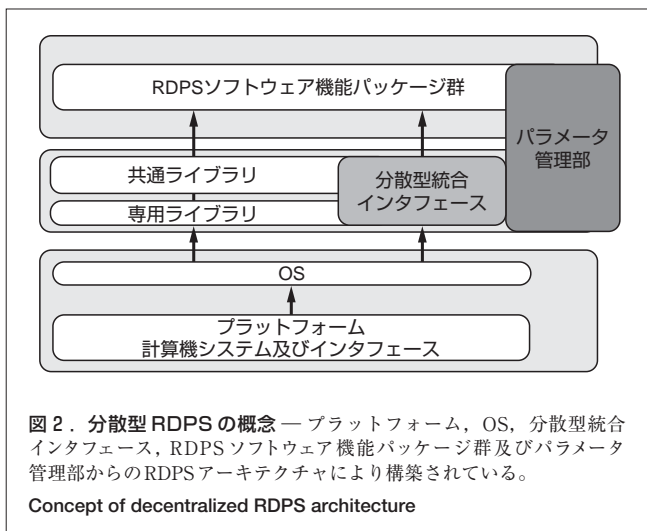 RDPSソフトウェア機能パッケージ群
パラメータ
管理部
共通ライブラリ
分散型統合
インタフェース
専用ライブラリ
OS
プラットフォーム
計算機システム及びインタフェース
図2．分散型RDPSの概念 ― プラットフォーム，OS，分散型統合
インタフェース，RDPSソフトウェア機能パッケージ群及びパラメータ
管理部からのRDPSアーキテクチャにより構築されている。
Concept of decentralized RDPS architecture